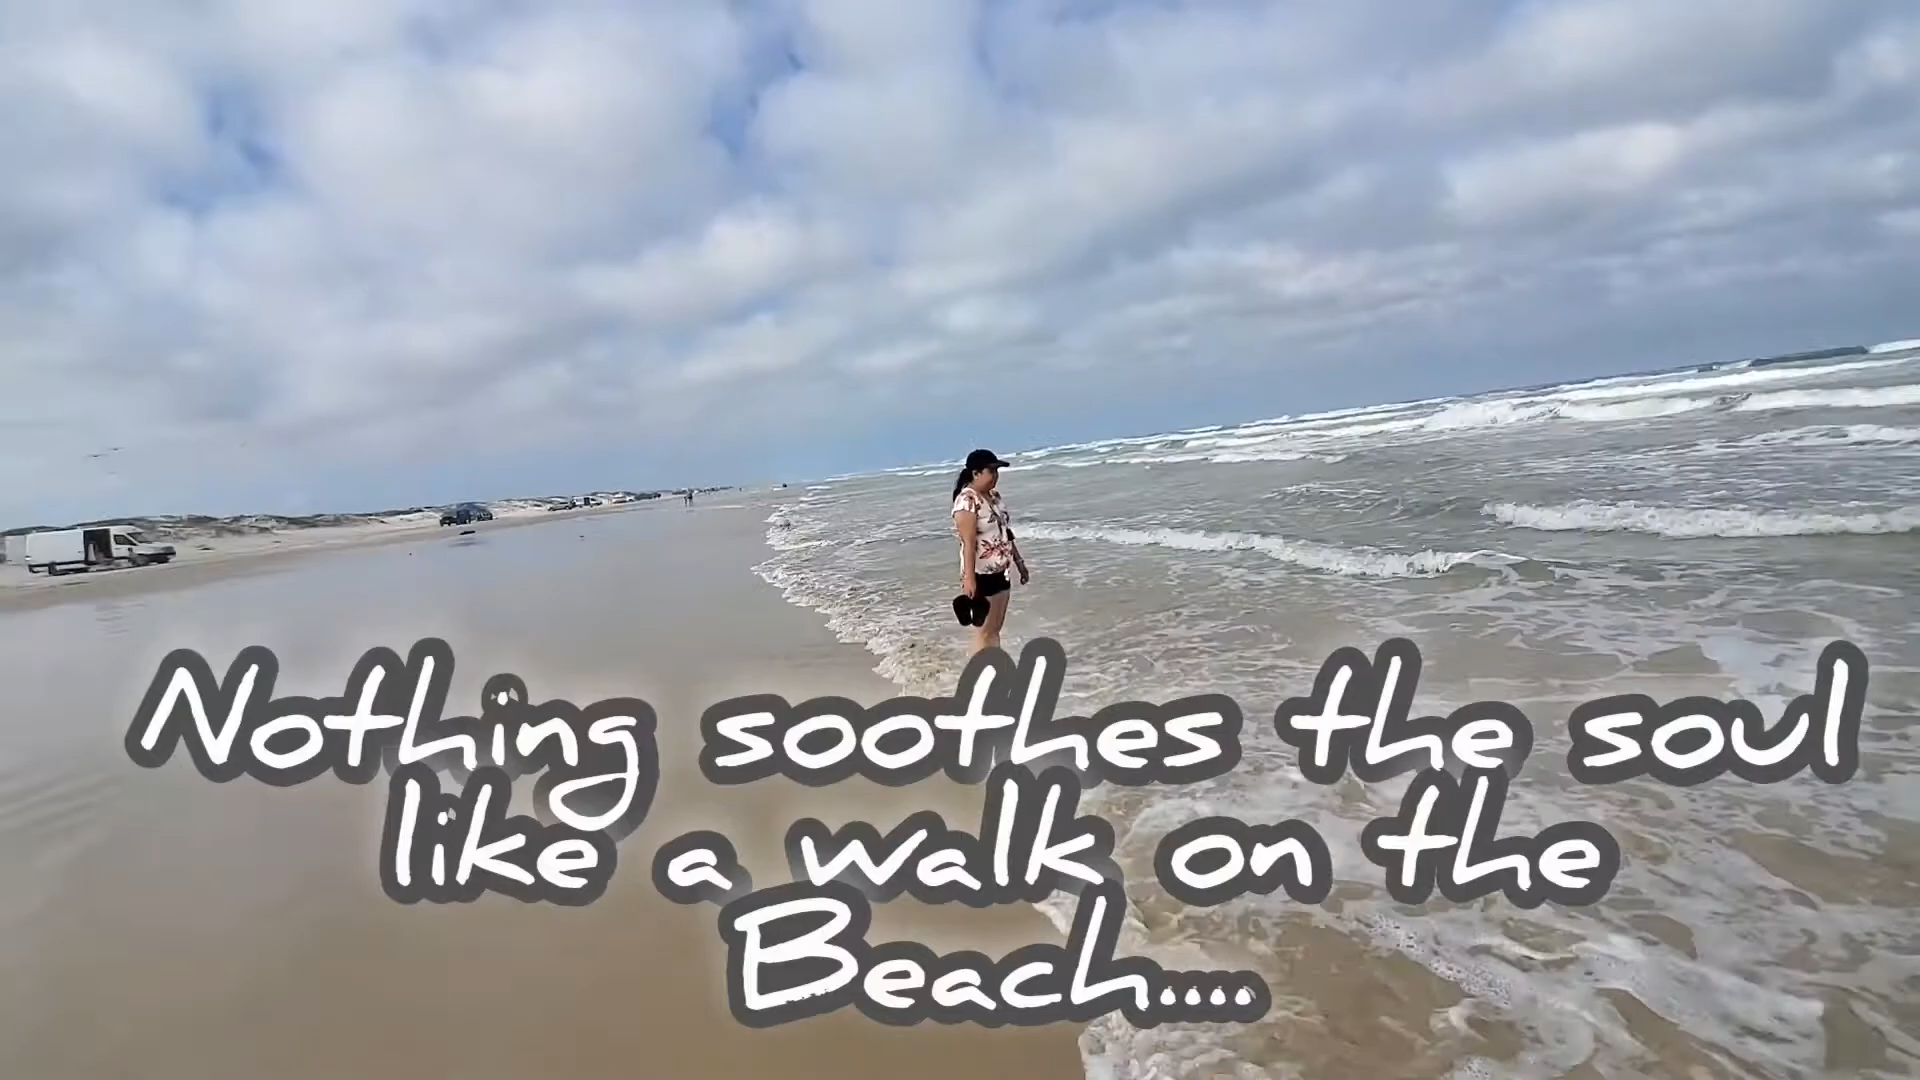 Nothing soothes the soul
like a walk on the
Beach....